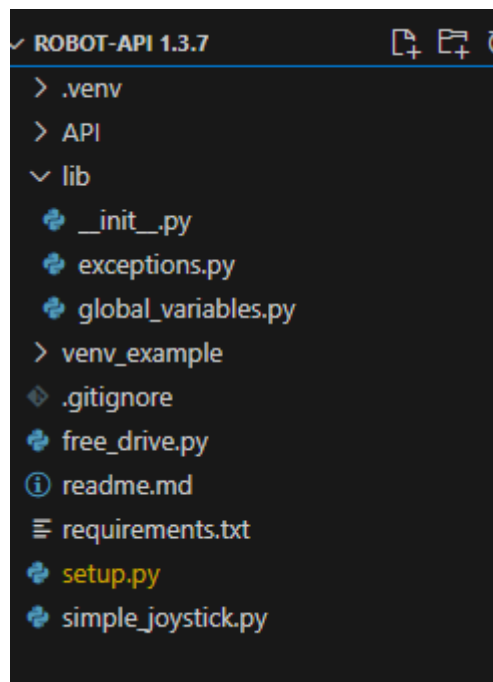 ROBOT-API 1.3.7
.venv
API
lib
__init__.py
exceptions.py
global_variables.py
venv_example
.gitignore
free_drive.py
readme.md
requirements.txt
setup.py
simple_joystick.py